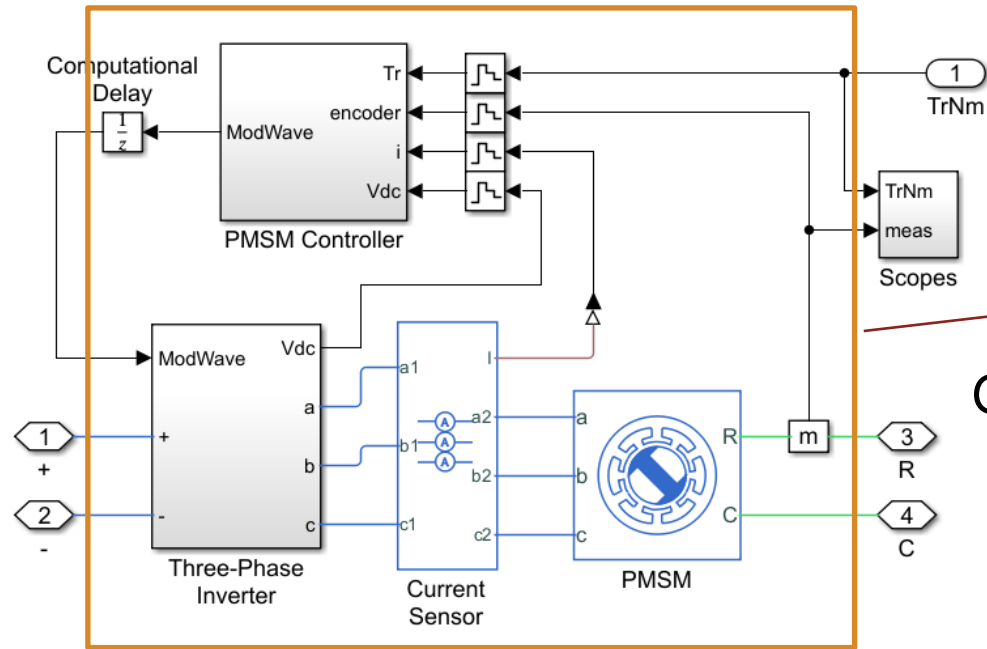 Computational
Delay
1
z
ModWave
Tr
encoder
i
Vdc
PMSM Controller
1
TrNm
TrNm
meas
Scopes
ModWave
Vdc
a
b
c
+
-
Three-Phase
Inverter
1
+
2
-
a1
b1
c1
I
a2
b2
c2
A
A
A
Current
Sensor
a
b
c
R
C
PMSM
m
3
R
4
C